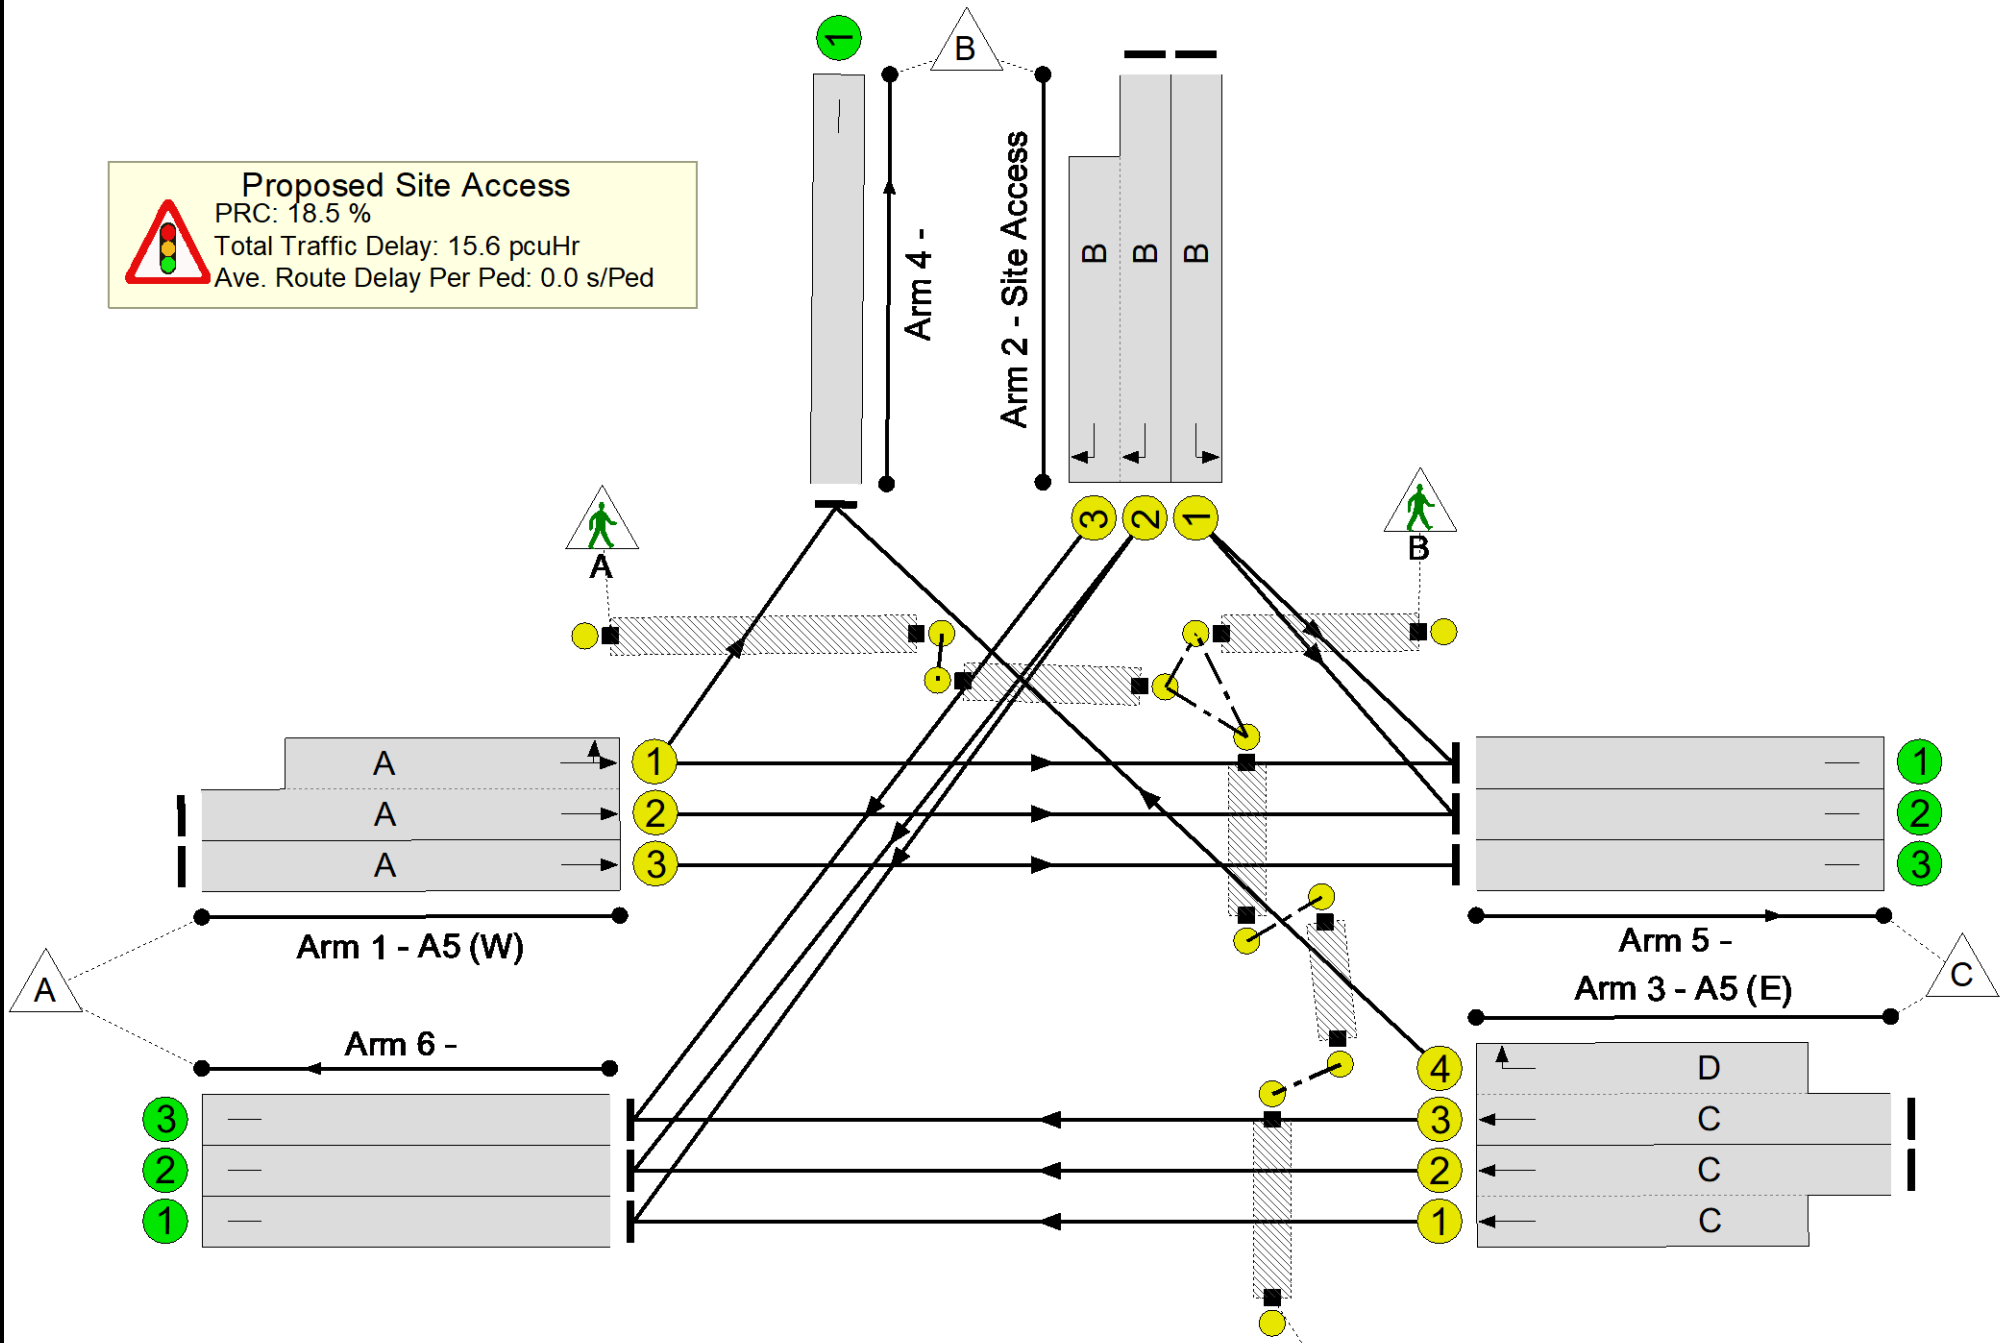 1
B
Proposed Site Access
PRC: 18.5 %
Total Traffic Delay: 15.6 pcuHr
Ave. Route Delay Per Ped: 0.0 s/Ped
Arm 4 -
Arm 2 - Site Access
B
B
B
3
2
1
A
B
A
1
1
A
2
2
A
3
3
Arm 1 - A5 (W)
Arm 5 -
A
C
Arm 3 - A5 (E)
Arm 6 -
4
D
3
3
C
2
2
C
1
1
C